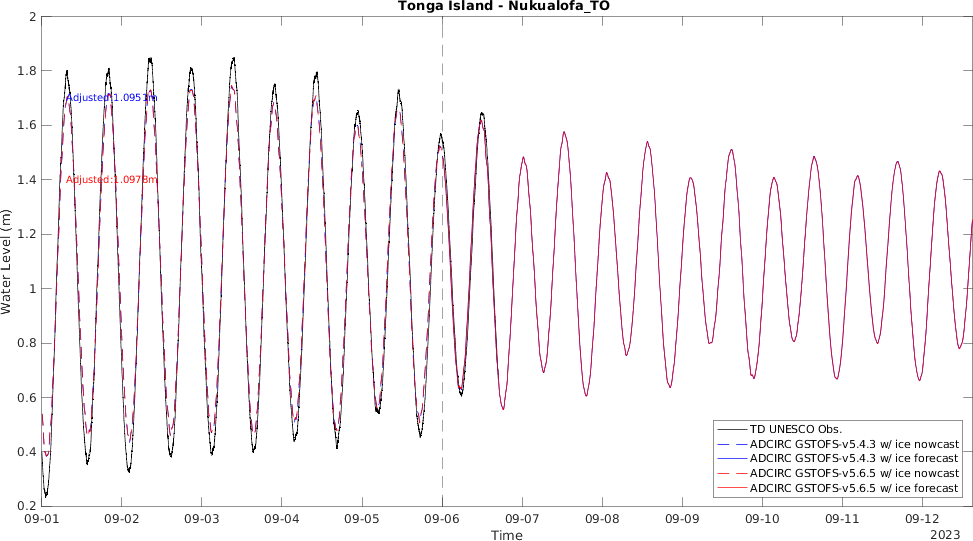 Tonga Island - Nukualofa_TO
2
1.8
1.6
1.4
1.2
1
0.8
0.6
0.4
0.2
Water Level (m)
Adjusted:1.0951m
Adjusted:1.0978m
TD UNESCO Obs.
ADCIRC GSTOFS-v5.4.3 w/ ice nowcast
ADCIRC GSTOFS-v5.4.3 w/ ice forecast
ADCIRC GSTOFS-v5.6.5 w/ ice nowcast
ADCIRC GSTOFS-v5.6.5 w/ ice forecast
09-01 09-02 09-03 09-04 09-05 09-06 09-07 09-08 09-09 09-10 09-11 09-12
Time
2023